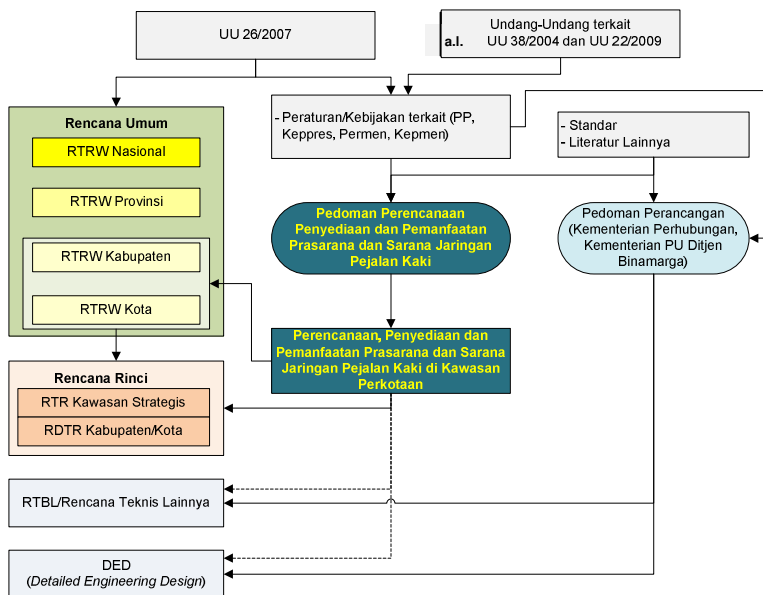 UU 26/2007
Undang-Undang terkait
a.l. UU 38/2004 dan UU 22/2009
Rencana Umum
RTRW Nasional
RTRW Provinsi
RTRW Kabupaten
RTRW Kota
- Peraturan/Kebijakan terkait (PP,
Keppres, Permen, Kepmen)
- Standar
- Literatur Lainnya
Pedoman Perencanaan
Penyediaan dan Pemanfaatan
Prasarana dan Sarana Jaringan
Pejalan Kaki
Pedoman Perancangan
(Kementerian Perhubungan,
Kementerian PU Ditjen
Binamarga)
Perencanaan, Penyediaan dan
Pemanfaatan Prasarana dan Sarana
Jaringan Pejalan Kaki di Kawasan
Perkotaan
Rencana Rinci
RTR Kawasan Strategis
RDTR Kabupaten/Kota
RTBL/Rencana Teknis Lainnya
DED
(Detailed Engineering Design)